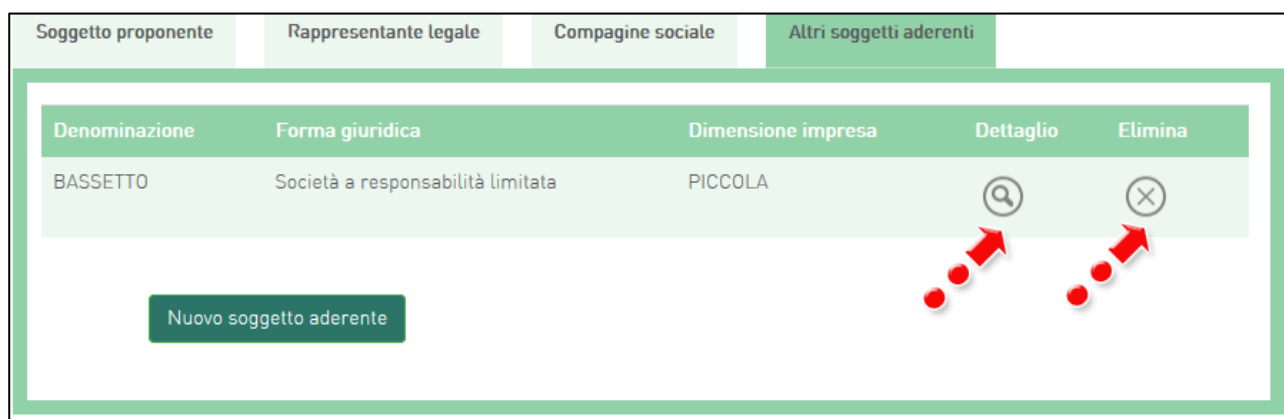 Soggetto proponente Rappresentante legale Compagine sociale Altri soggetti aderenti
Denominazione Forma giuridica Dimensione impresa Dettaglio Elimina
BASSETTO Società a responsabilità limitata PICCOLA
Nuovo soggetto aderente